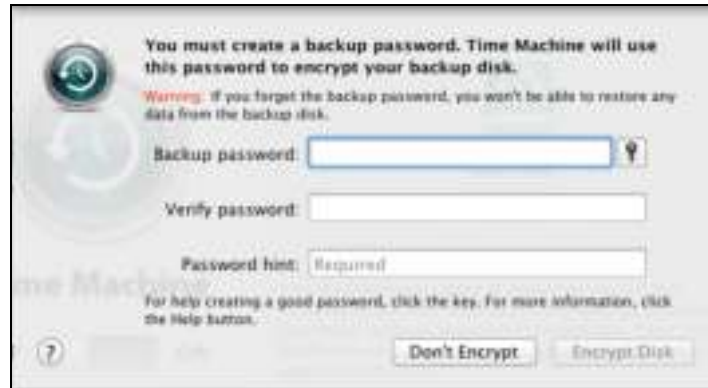 You must create a backup password. Time Machine will use
this password to encrypt your backup disk.
Warning: If you forget the backup password, you won't be able to restore any
data from the backup disk.
Backup password:
Verify password:
Password hint: Required
me Machine
For help creating a good password, click the key. For more information, click
the Help button.
? Don't Encrypt Encrypt Disk